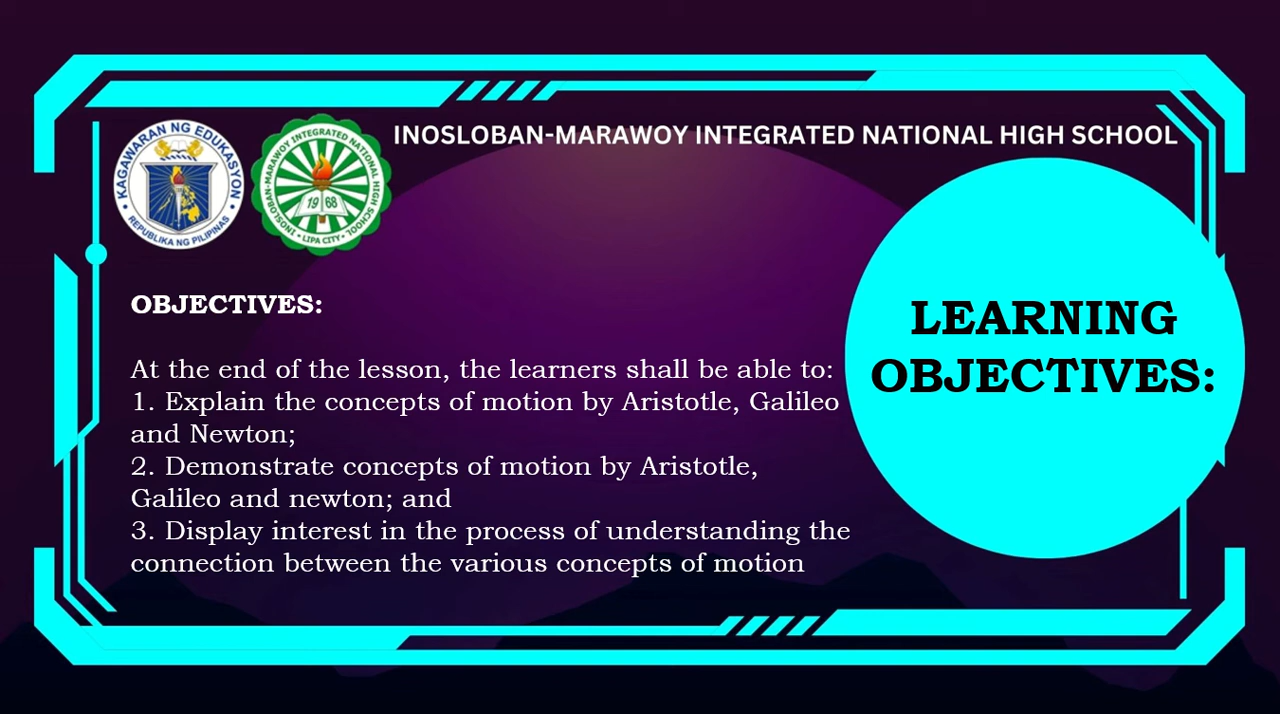 KAGAWARAN NG EDUKASYON
REPUBLIKA NG PILIPINAS
INOSLOBAN-MARAWOY INTEGRATED NATIONAL HIGH SCHOOL
19 68
LIPA CITY
INOSLOBAN-MARAWOY INTEGRATED NATIONAL HIGH SCHOOL
OBJECTIVES:
At the end of the lesson, the learners shall be able to:
1. Explain the concepts of motion by Aristotle, Galileo
and Newton;
2. Demonstrate concepts of motion by Aristotle,
Galileo and newton; and
3. Display interest in the process of understanding the
connection between the various concepts of motion
LEARNING
OBJECTIVES: